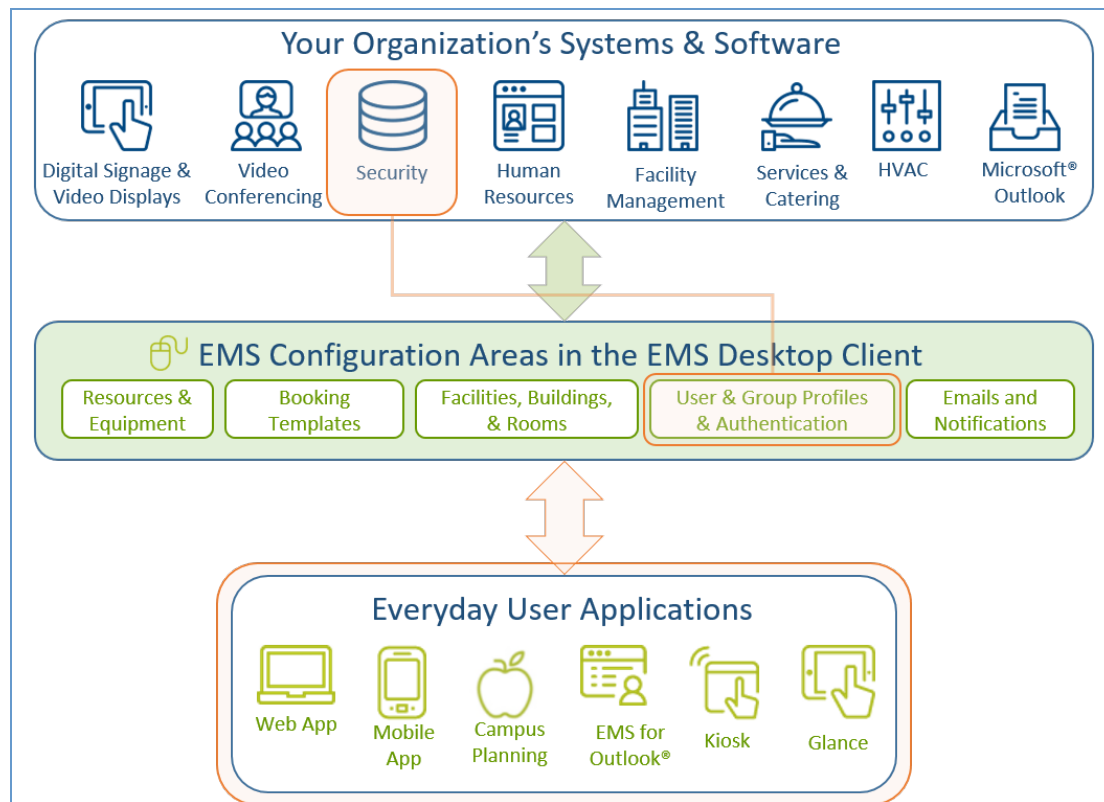 Your Organization's Systems & Software
Digital Signage &
Video Displays
Video
Conferencing
Security
Human
Resources
Facility
Management
Services &
Catering
HVAC
Microsoft®
Outlook
EMS Configuration Areas in the EMS Desktop Client
Resources &
Equipment
Booking
Templates
Facilities, Buildings,
& Rooms
User & Group Profiles
& Authentication
Emails and
Notifications
Everyday User Applications
Web App
Mobile
App
Campus
Planning
EMS for
Outlook®
Kiosk
Glance